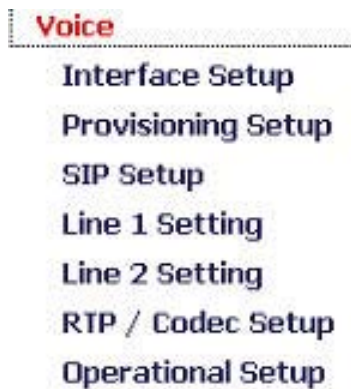 Voice
Interface Setup
Provisioning Setup
SIP Setup
Line 1 Setting
Line 2 Setting
RTP / Codec Setup
Operational Setup